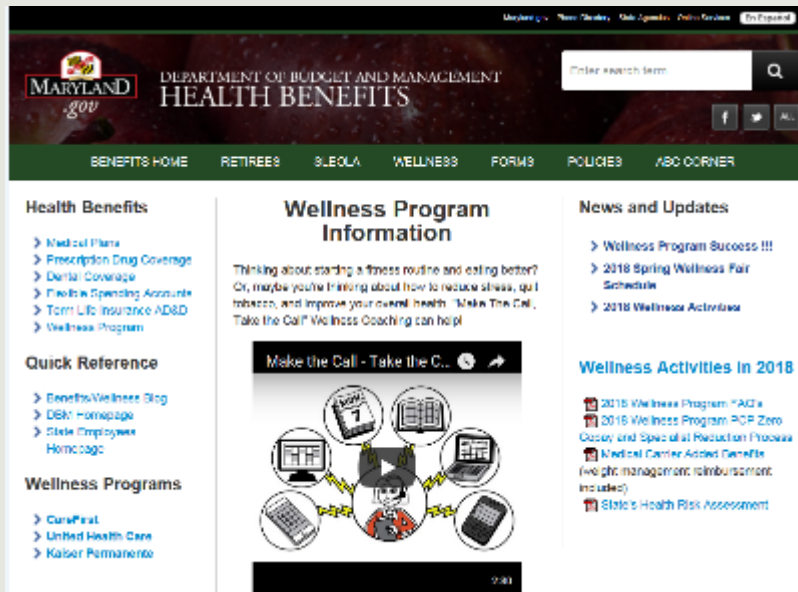 Maryland.gov Phone Directory State Agencies Online Services En Español
MARYLAND
.gov
DEPARTMENT OF BUDGET AND MANAGEMENT
HEALTH BENEFITS
Enter search term
ALL
BENEFITS HOME RETIREES SLEOLA WELLNESS FORMS POLICIES ABC CORNER
Health Benefits
Medical Plans
Prescription Drug Coverage
Dental Coverage
Flexible Spending Accounts
Term Life Insurance AD&D
Wellness Program
Quick Reference
Benefits/Wellness Blog
DBM Homepage
State Employees
Homepage
Wellness Programs
CareFirst
United Health Care
Kaiser Permanente
Wellness Program
Information
Thinking about starting a fitness routine and eating better?
Or, maybe you're thinking about how to reduce stress, quit
tobacco, and improve your overall health. "Make The Call,
Take the Call" Wellness Coaching can help!
Make the Call - Take the C...
7
2:30
News and Updates
Wellness Program Success !!!
2018 Spring Wellness Fair
Schedule
2018 Wellness Activities
Wellness Activities in 2018
2018 Wellness Program FAQ's
2018 Wellness Program PCP Zero
Copay and Specialist Reduction Process
Medical Carrier Added Benefits
(weight management reimbursement
included)
State's Health Risk Assessment